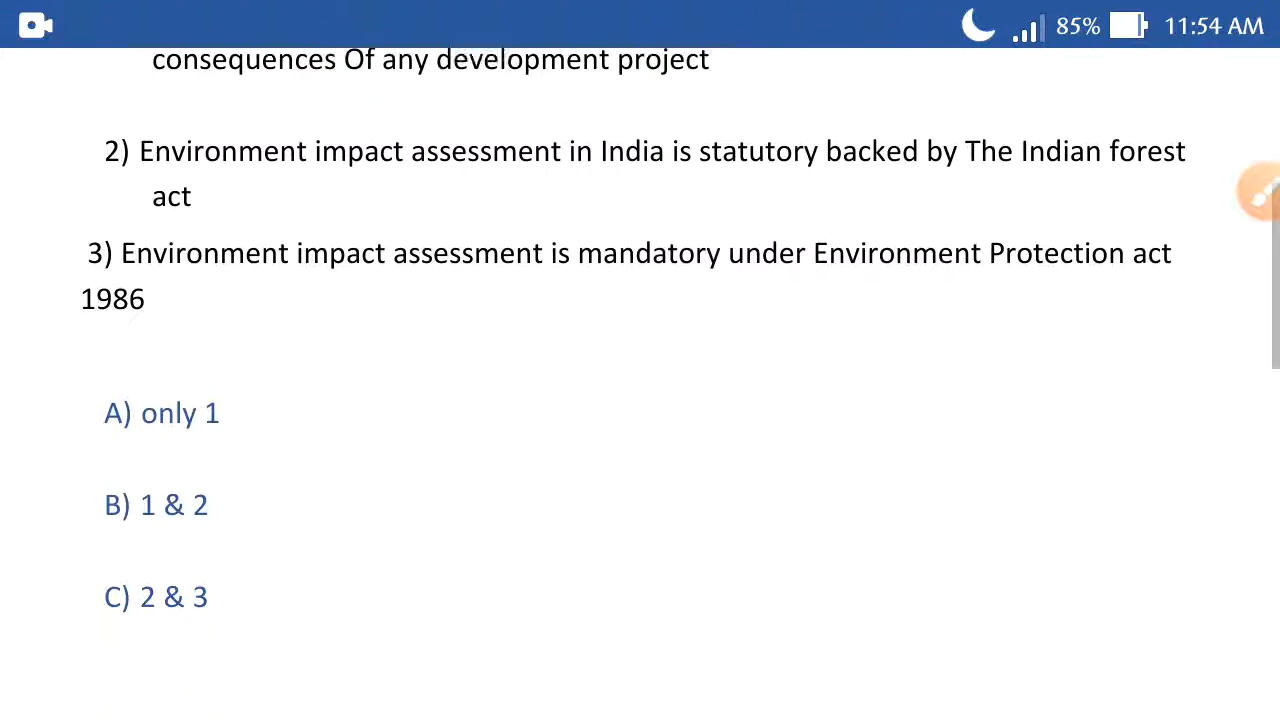 85% 11:54 AM
consequences Of any development project
2) Environment impact assessment in India is statutory backed by The Indian forest
act
3) Environment impact assessment is mandatory under Environment Protection act
1986
A) only 1
B) 1 & 2
C) 2 & 3